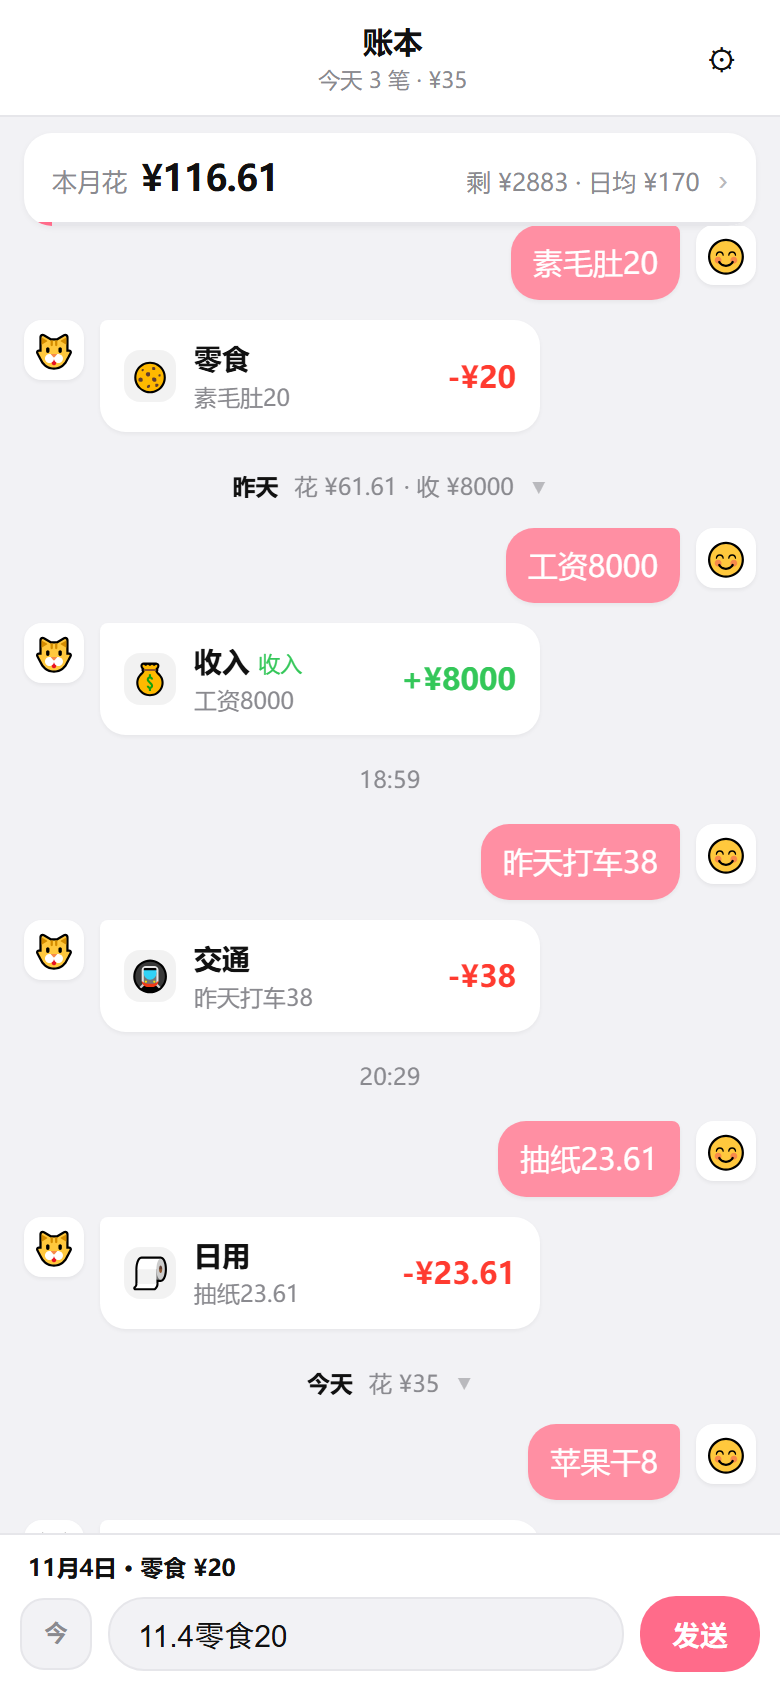 账本
今天 3 笔 · ¥35
本月花 ¥116.61
剩 ¥2883 · 日均 ¥170 ›
素毛肚20
零食
素毛肚20
-¥20
昨天 花 ¥61.61 · 收 ¥8000 ▼
工资8000
收入 收入
工资8000
+¥8000
18:59
昨天打车38
交通
昨天打车38
-¥38
20:29
抽纸23.61
日用
抽纸23.61
-¥23.61
今天 花 ¥35 ▼
苹果干8
11月4日 • 零食 ¥20
今
11.4零食20
发送